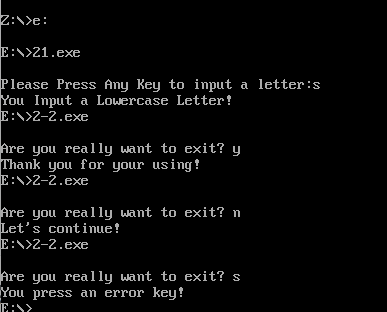 Z:\>e:
E:\>21.exe
Please Press Any Key to input a letter:s
You Input a Lowercase Letter!
E:\>2-2.exe
Are you really want to exit? y
Thank you for your using!
E:\>2-2.exe
Are you really want to exit? n
Let's continue!
E:\>2-2.exe
Are you really want to exit? s
You press an error key!
E:\>